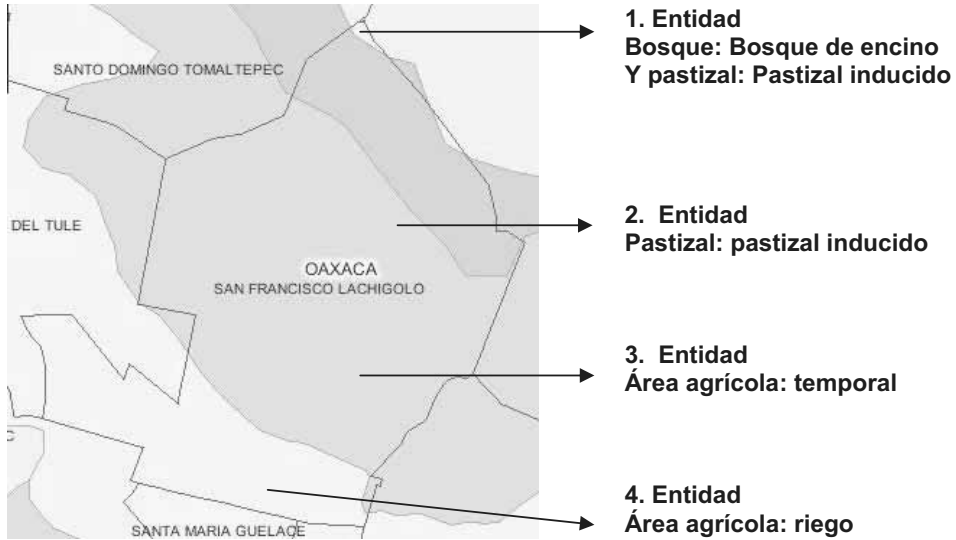 1. Entidad
Bosque: Bosque de encino
Y pastizal: Pastizal inducido
SANTO DOMINGO TOMALTEPEC
2. Entidad
Pastizal: pastizal inducido
DEL TULE
OAXACA
SAN FRANCISCO LACHIGOLO
3. Entidad
Área agrícola: temporal
C
4. Entidad
Área agrícola: riego
SANTA MARIA GUELACE